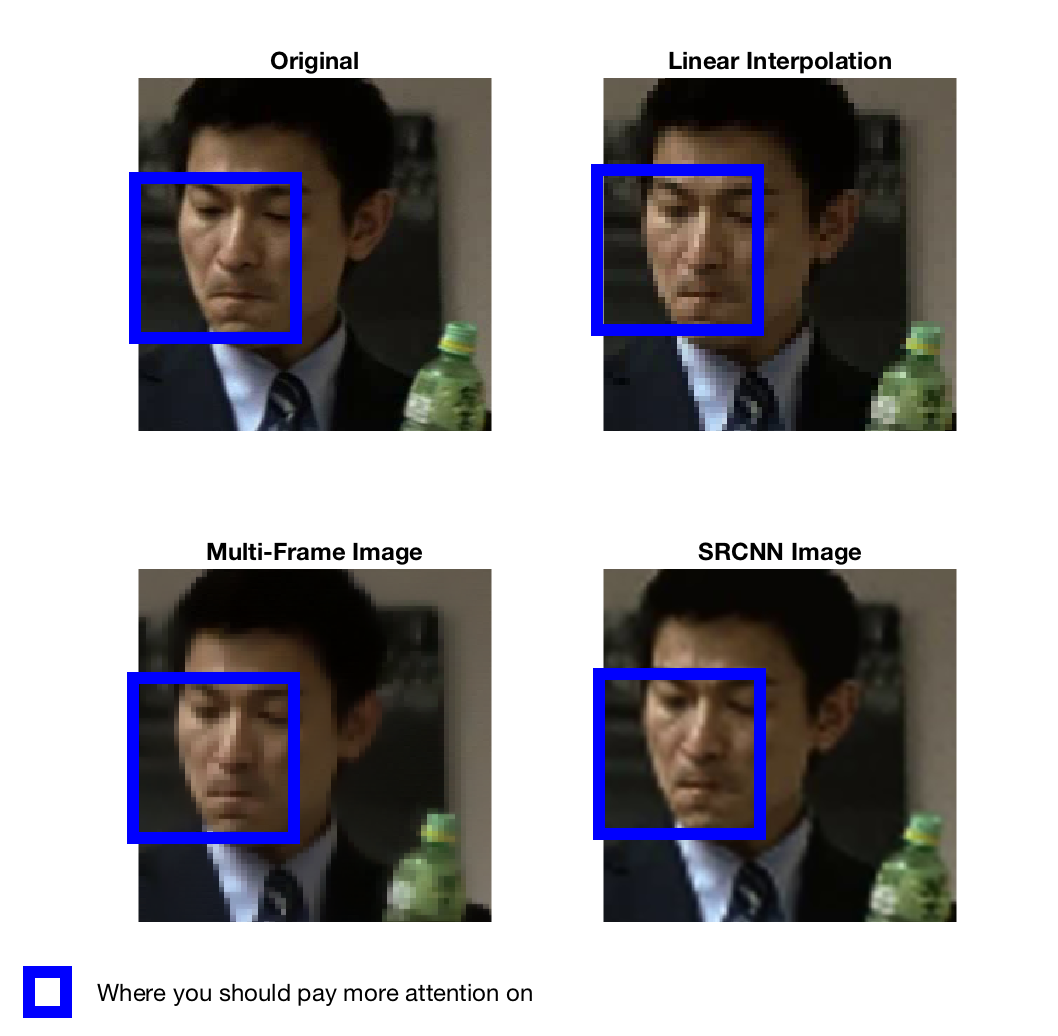 Original
Linear Interpolation
Multi-Frame Image
SRCNN Image
Where you should pay more attention on